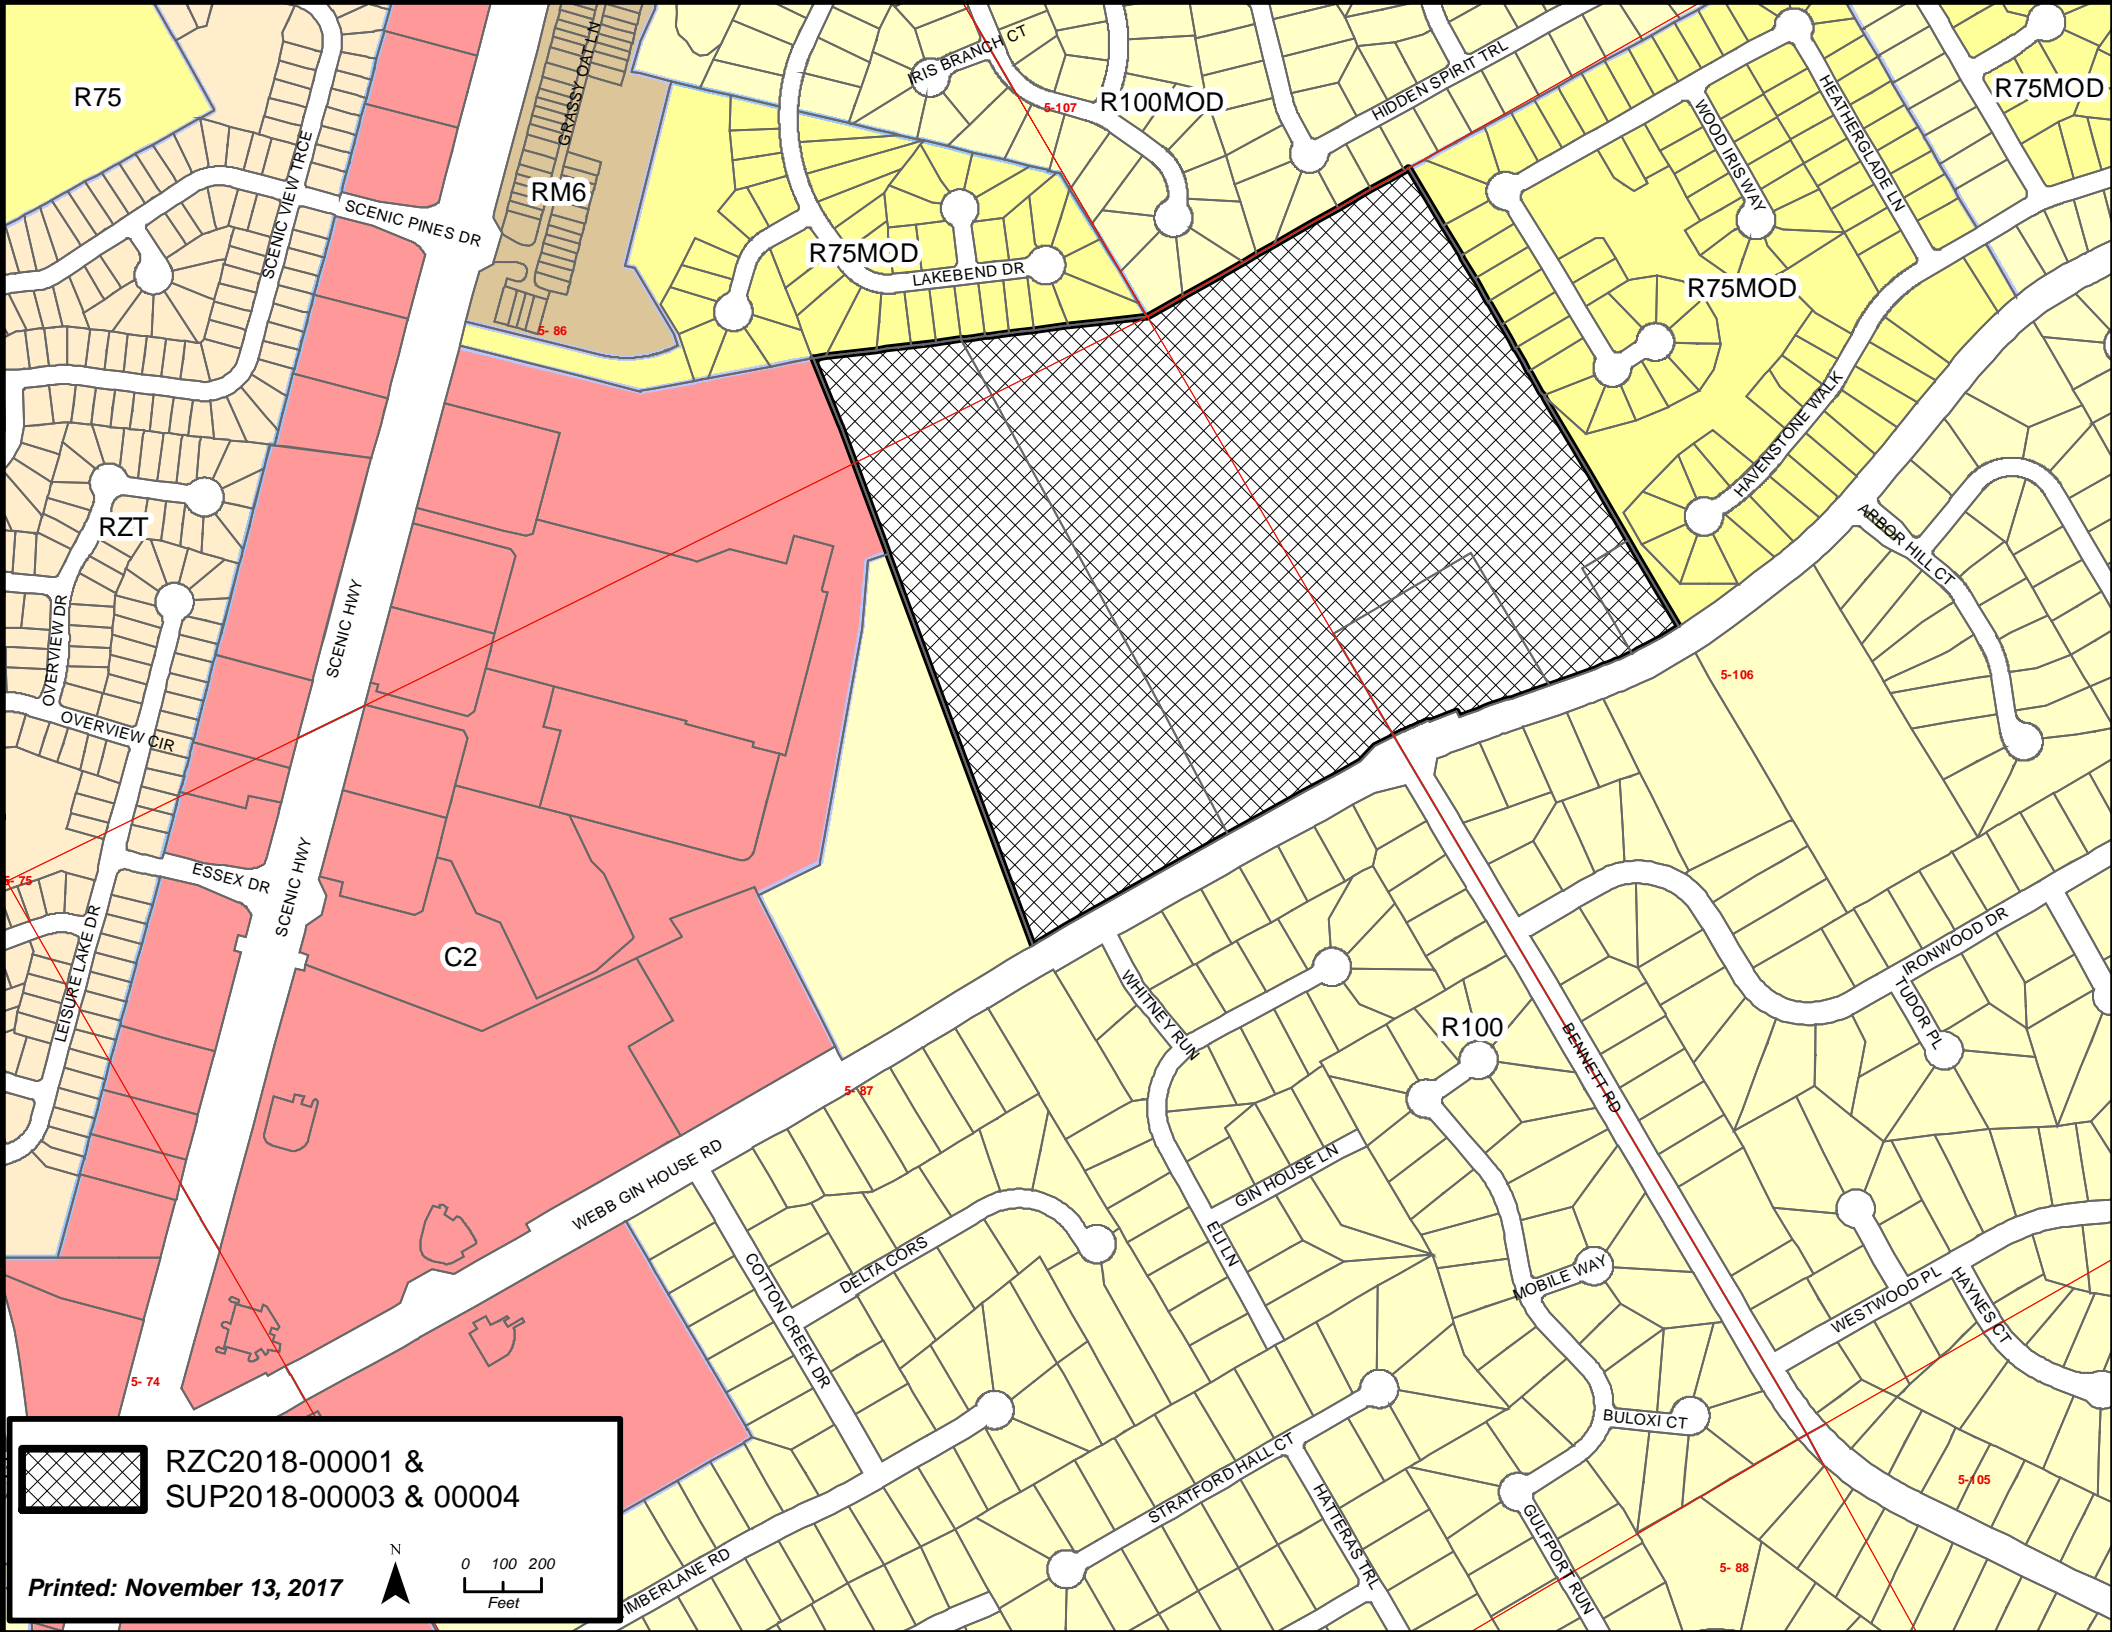 R75
GRASSY OAT LN
IRIS BRANCH CT
5-107
R100MOD
HIDDEN SPIRIT TRL
HEATHERGLADE LN
R75MOD
WOOD IRIS WAY
SCENIC VIEW TRCE
RM6
SCENIC PINES DR
R75MOD
LAKEBEND DR
R75MOD
5- 86
HAVENSTONE WALK
RZT
ARBOR HILL CT
SCENIC HWY
OVERVIEW DR
5-106
OVERVIEW CIR
ESSEX DR
5- 75
SCENIC HWY
LEISURE LAKE DR
C2
WHITNEY RUN
IRONWOOD DR
TUDOR PL
R100
BENNETT RD
5- 87
WEBB GIN HOUSE RD
GIN HOUSE LN
ELI LN
DELTA CORS
COTTON CREEK DR
MOBILE WAY
WESTWOOD PL
HAYNES CT
5- 74
BULOXI CT
STRATFORD HALL CT
HATTERAS TRL
GULFPORT RUN
5-105
5- 88
IMBERLANE RD
RZC2018-00001 &
SUP2018-00003 & 00004
N
0 100 200
Feet
Printed: November 13, 2017